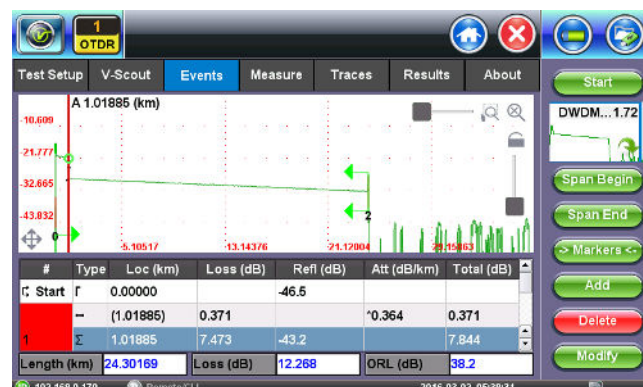 1
OTDR
Test Setup V-Scout Events Measure Traces Results About
Start
A 1.01885 (km)
DWDM...1.72
-10.609
-21.777
-32.665
-43.832
0
2
5.10517 13.14376 21.12004 29.15863
Span Begin
Span End
-> Markers <-
Add
Delete
Modify
# Type Loc (km) Loss (dB) Refl (dB) Att (dB/km) Total (dB)
Start Γ 0.00000 -46.5
(1.01885) 0.371 ^0.364 0.371
1 Σ 1.01885 7.473 -43.2 7.844
Length (km) 24.30169 Loss (dB) 12.268 ORL (dB) 38.2